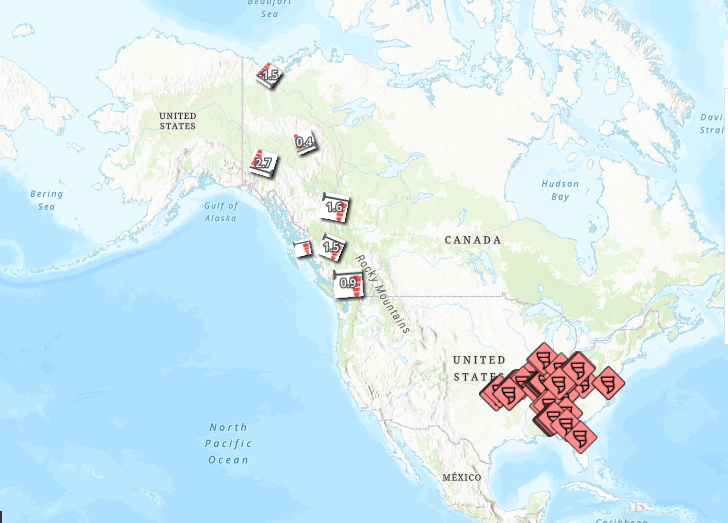 Beaufort
Sea
-1.5
UNITED
STATES
0.4
2.7
Davi
Strai
Bering
Sea
Gulf of
Alaska
Hudson
Bay
1.6
CANADA
1.5
Rocky Mountains
0.9
UNITED
STATES
North
Pacific
Ocean
MÉXICO
Caribbean